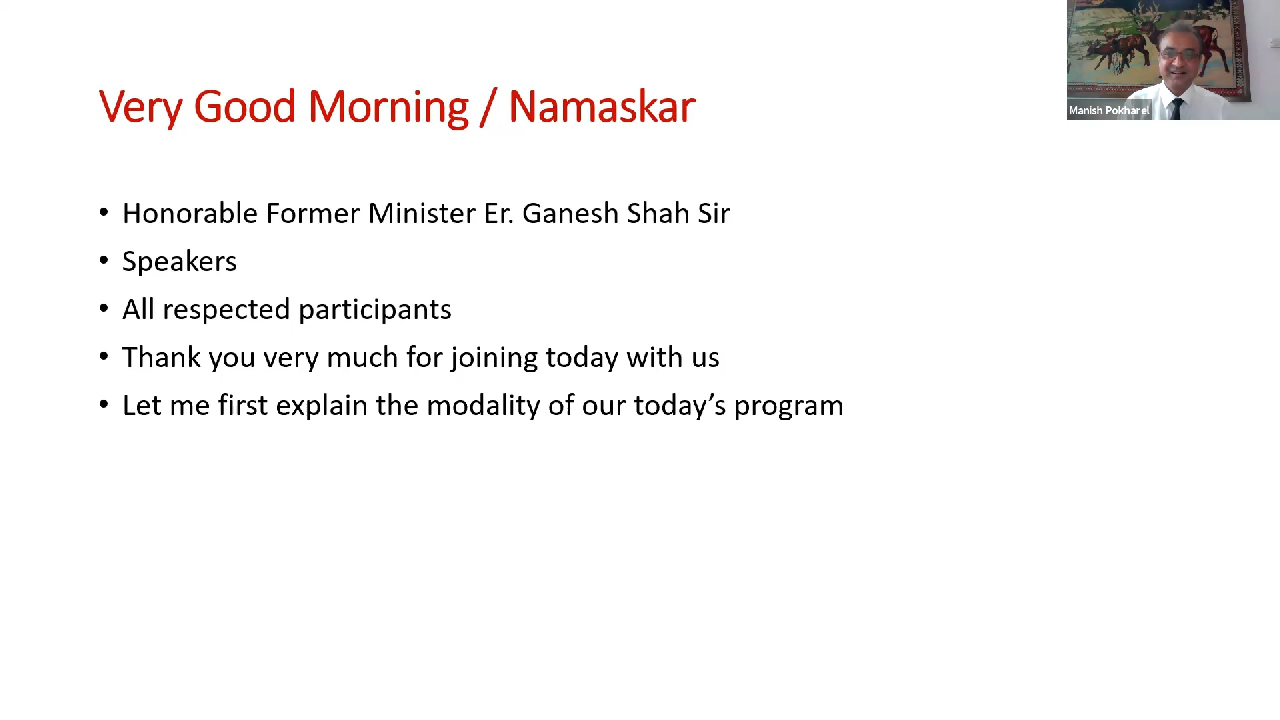 Very Good Morning / Namaskar
Manish Pokharel
• Honorable Former Minister Er. Ganesh Shah Sir
• Speakers
• All respected participants
• Thank you very much for joining today with us
• Let me first explain the modality of our today’s program